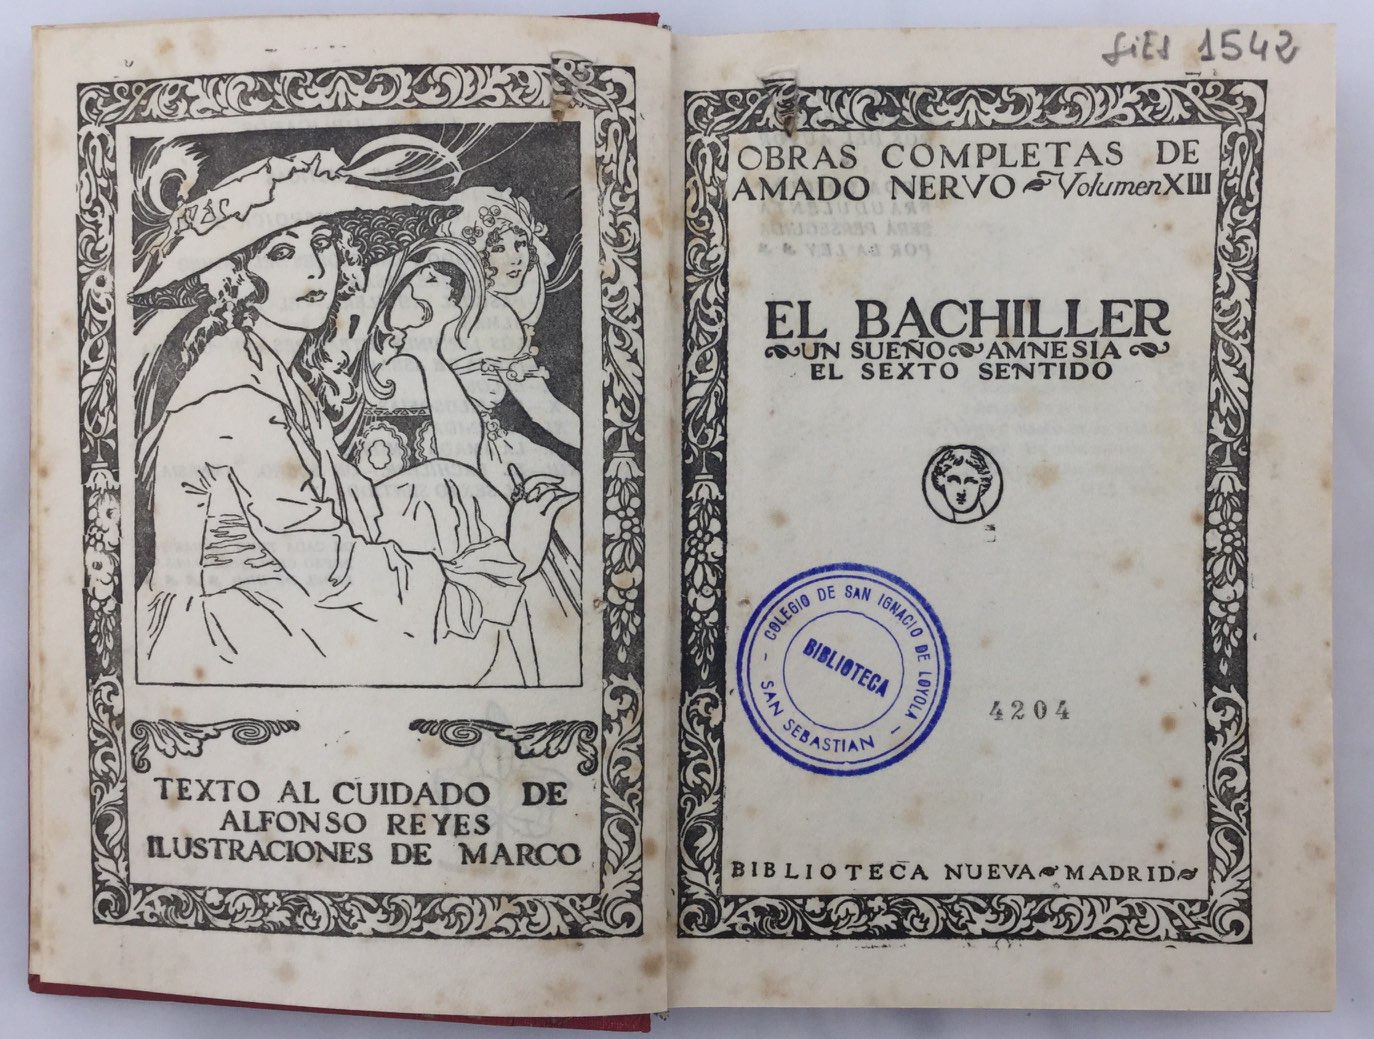 TEXTO AL CUIDADO DE
ALFONSO REYES
ILUSTRACIONES DE MARCO
1542
OBRAS COMPLETAS DE
AMADO NERVO Volumen XIII
EL BACHILLER
UN SUEÑO AMNESIA
EL SEXTO SENTIDO
COLEGIO DE SAN IGNACIO DE LOYOLA
BIBLIOTECA
SAN SEBASTIAN
4204
BIBLIOTECA NUEVA MADRID